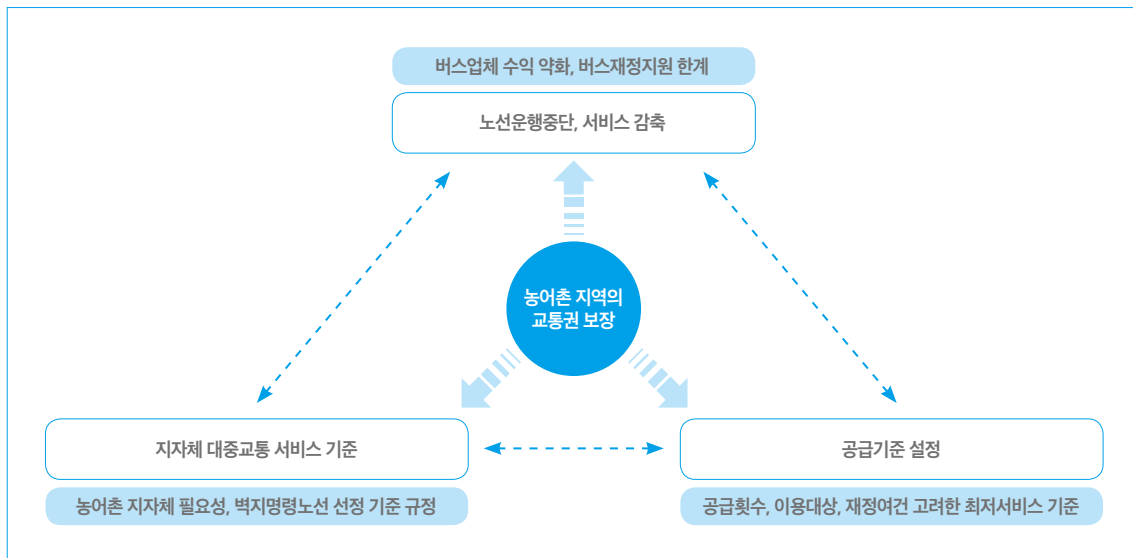 버스업체 수익 약화, 버스재정지원 한계
노선운행중단, 서비스 감축
농어촌 지역의
교통권 보장
지자체 대중교통 서비스 기준
공급기준 설정
농어촌 지자체 필요성, 벽지명령노선 선정 기준 규정
공급횟수, 이용대상, 재정여건 고려한 최저서비스 기준